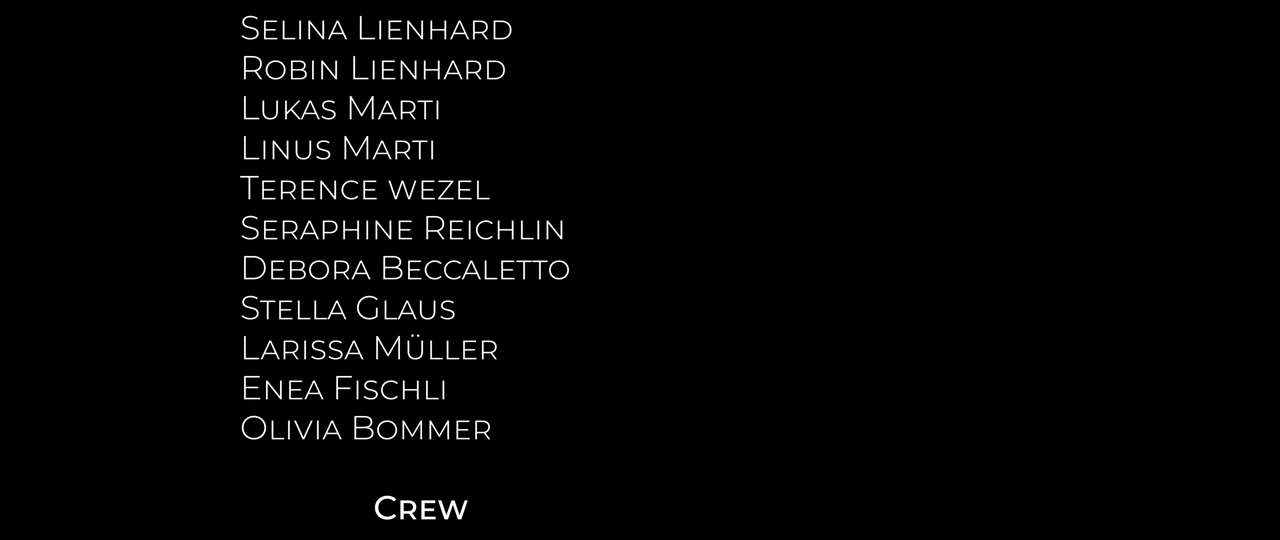 Selina Lienhard
Robin Lienhard
Lukas Marti
Linus Marti
Terence wezel
Seraphine Reichlin
Debora Beccaletto
Stella Glaus
Larissa Müller
Enea Fischli
Olivia Bommer
Crew